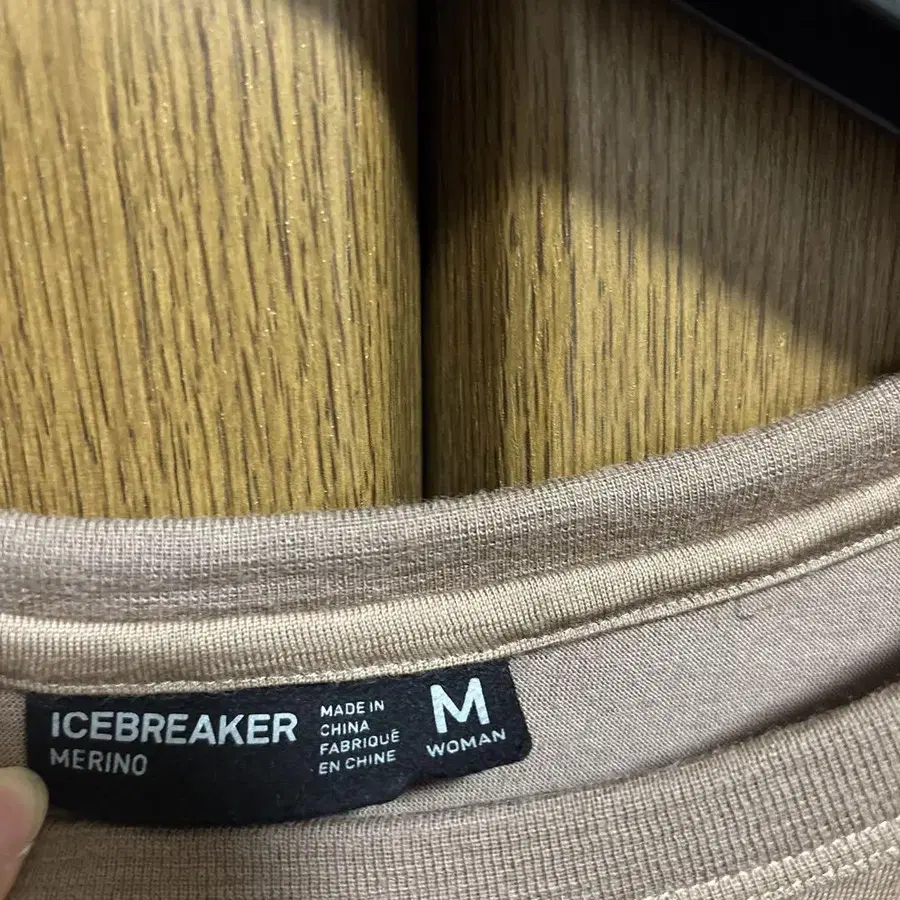 ICEBREAKER
MERINO
MADE IN
CHINA
FABRIQUÉ
EN CHINE
M
WOMAN